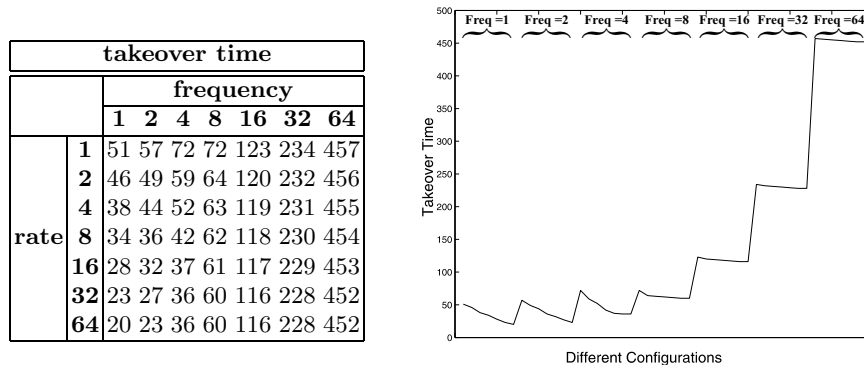 takeover time
frequency
1 2 4 8 16 32 64
1 51 57 72 72 123 234 457
2 46 49 59 64 120 232 456
4 38 44 52 63 119 231 455
rate 8 34 36 42 62 118 230 454
16 28 32 37 61 117 229 453
32 23 27 36 60 116 228 452
64 20 23 36 60 116 228 452
Freq =1 Freq =2 Freq =4 Freq =8 Freq =16 Freq =32 Freq =64
500
450
400
350
300
250
200
150
100
50
0
Takeover Time
Different Configurations